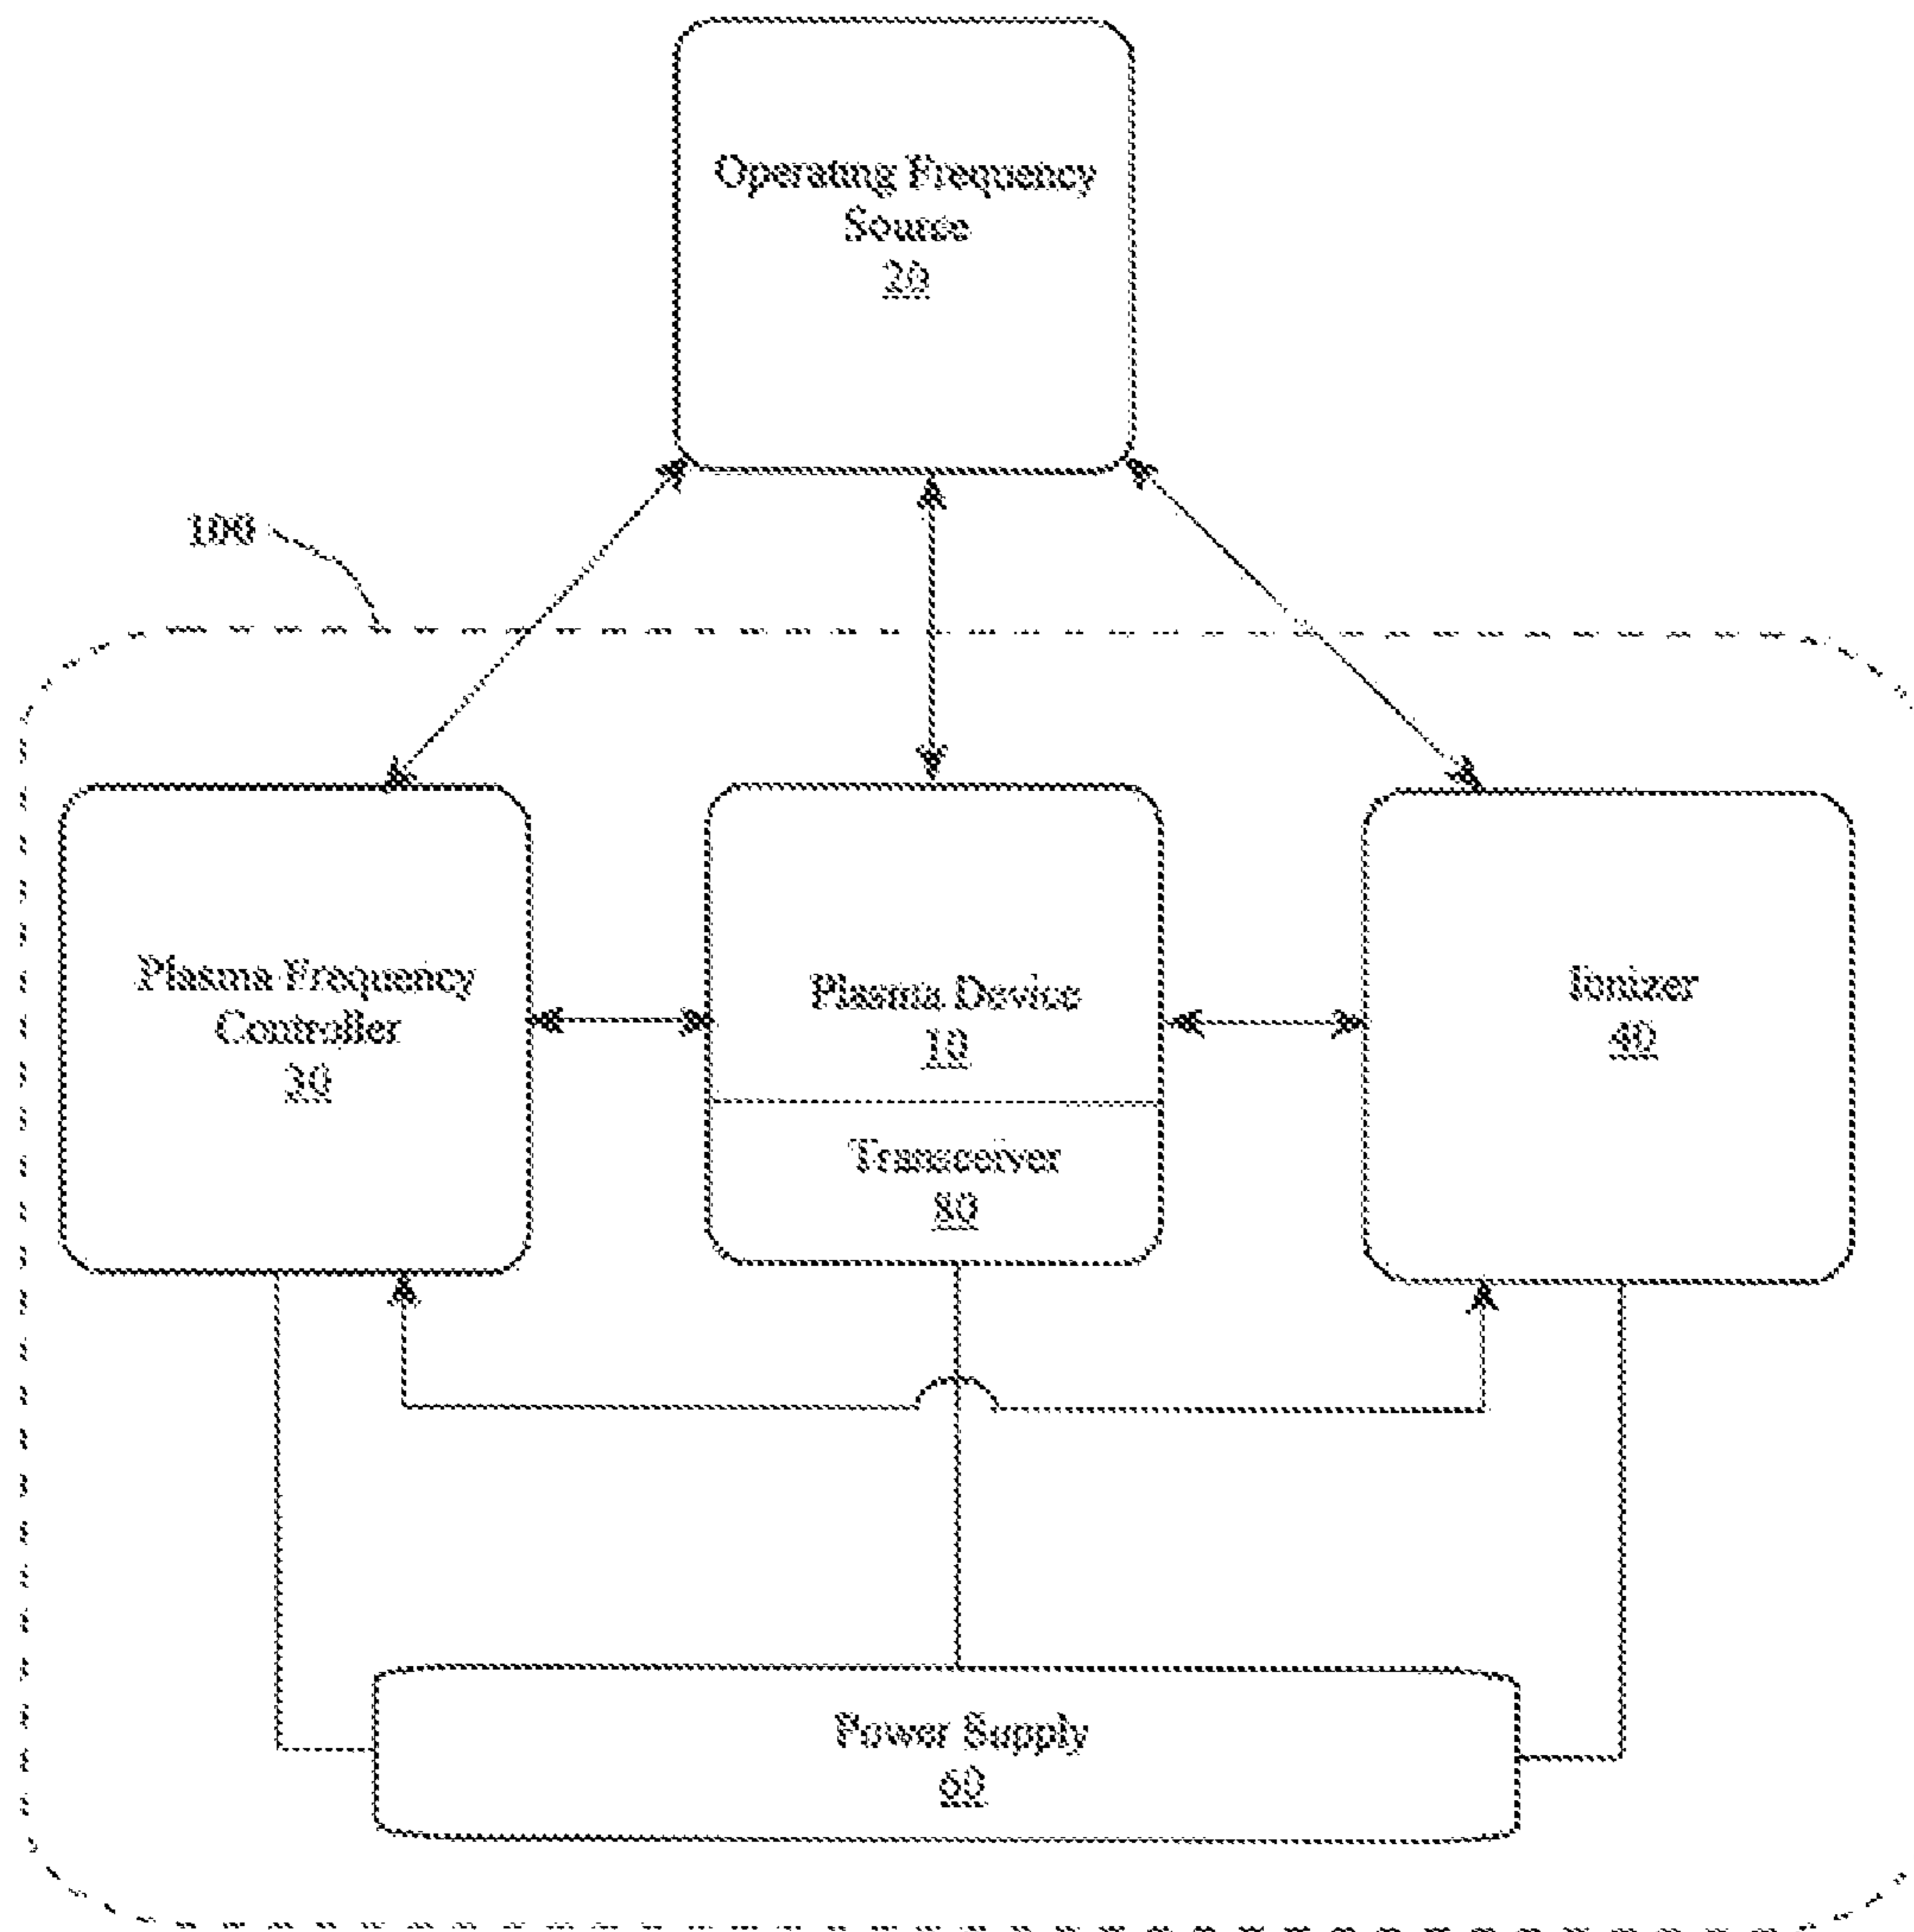 Operating Frequency
Source
20
100
Plasma Frequency
Controller
30
Plasma Device
10
Transceiver
80
Ionizer
40
Power Supply
60